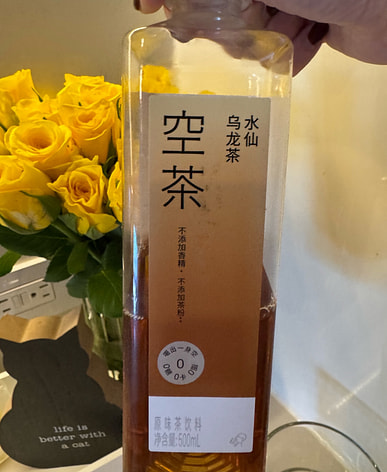 水仙
乌龙茶
空茶
不添加香精·不添加茶粉·
0
原味茶饮料
净含量:500mL
life is
better with
a cat